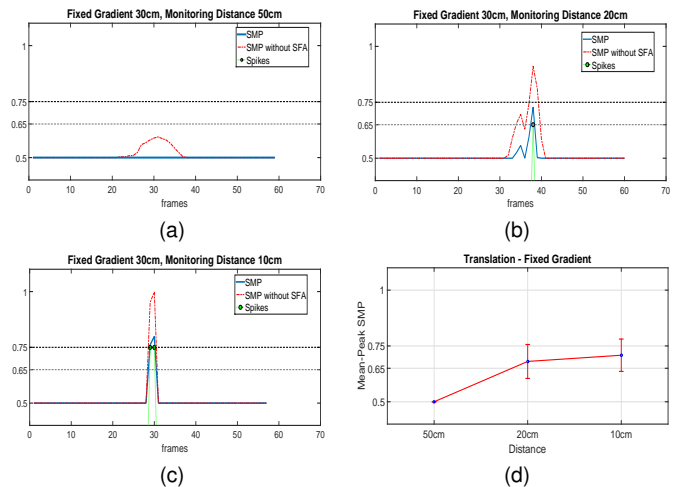 Fixed Gradient 30cm, Monitoring Distance 50cm
SMP
SMP without SFA
Spikes
1
0.75
0.65
0.5
0 10 20 30 40 50 60 70
frames
(a)
Fixed Gradient 30cm, Monitoring Distance 20cm
SMP
SMP without SFA
Spikes
1
0.75
0.65
0.5
0 10 20 30 40 50 60 70
frames
(b)
Fixed Gradient 30cm, Monitoring Distance 10cm
SMP
SMP without SFA
Spikes
1
0.75
0.65
0.5
0 10 20 30 40 50 60 70
frames
(c)
Translation - Fixed Gradient
Mean-Peak SMP
1
0.75
0.65
0.5
50cm 20cm 10cm
Distance
(d)